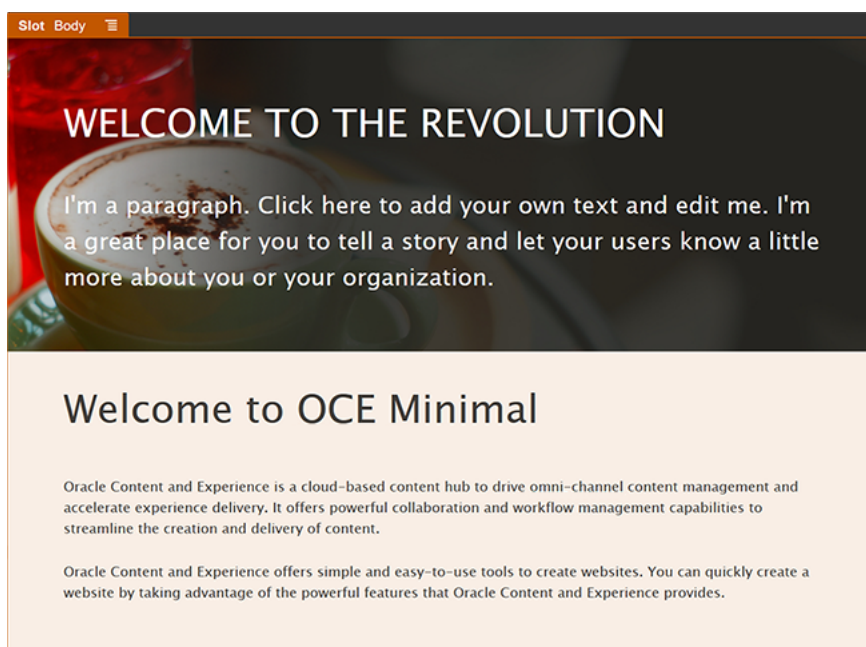 Slot Body
WELCOME TO THE REVOLUTION
I'm a paragraph. Click here to add your own text and edit me. I'm
a great place for you to tell a story and let your users know a little
more about you or your organization.
Welcome to OCE Minimal
Oracle Content and Experience is a cloud-based content hub to drive omni-channel content management and
accelerate experience delivery. It offers powerful collaboration and workflow management capabilities to
streamline the creation and delivery of content.
Oracle Content and Experience offers simple and easy-to-use tools to create websites. You can quickly create a
website by taking advantage of the powerful features that Oracle Content and Experience provides.